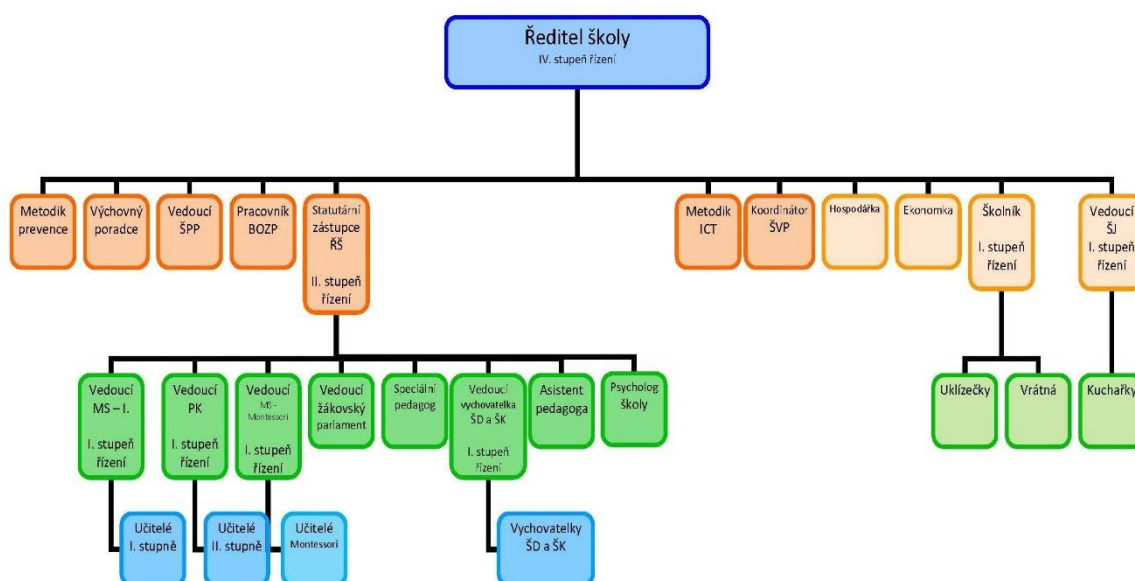 Ředitel školy
IV. stupeň řízení
Metodik
prevence
Výchovný
poradce
Vedoucí
ŠPP
Pracovník
BOZP
Statutární
zástupce
ŘŠ
II. stupeň
řízení
Metodik
ICT
Koordinátor
ŠVP
Hospodářka
Ekonomka
Školník
I. stupeň
řízení
Vedoucí
ŠJ
I. stupeň
řízení
Vedoucí
MS – I.
I. stupeň
řízení
Vedoucí
PK
I. stupeň
řízení
Vedoucí
MS -
Montessori
I. stupeň
řízení
Vedoucí
žákovský
parlament
Speciální
pedagog
Vedoucí
vychovatelka
ŠD a ŠK
I. stupeň
řízení
Asistent
pedagoga
Psycholog
školy
Uklízečky
Vrátná
Kuchařky
Učitelé
I. stupně
Učitelé
II. stupně
Učitelé
Montessori
Vychovatelky
ŠD a ŠK